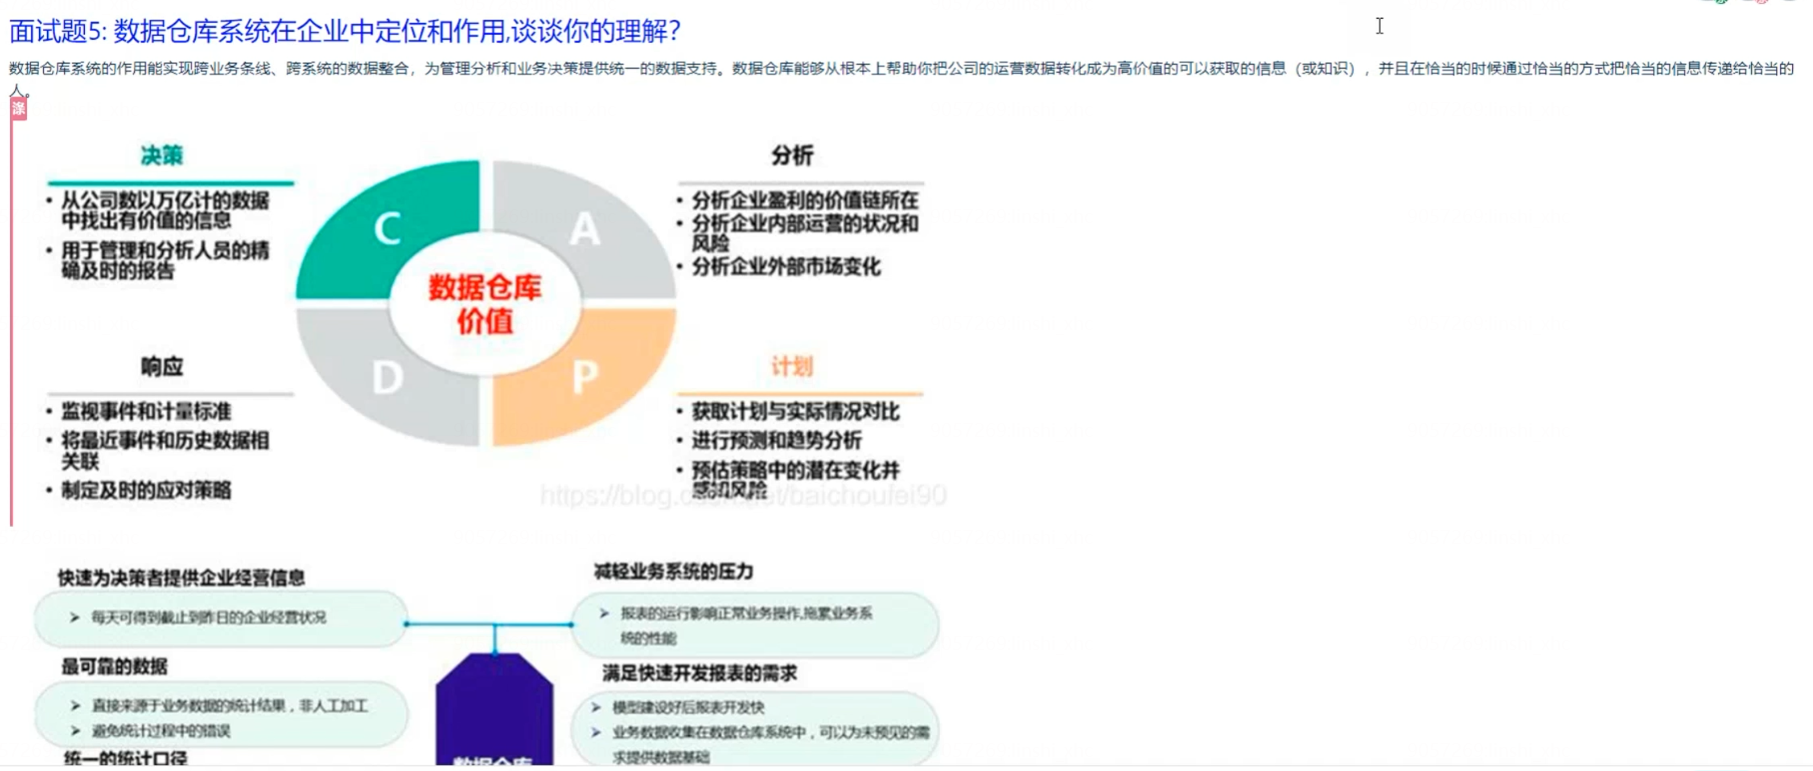 面试题5: 数据仓库系统在企业中定位和作用,谈谈你的理解?
数据仓库系统的作用能实现跨业务条线、跨系统的数据整合，为管理分析和业务决策提供统一的数据支持。数据仓库能够从根本上帮助你把公司的运营数据转化成为高价值的可以获取的信息（或知识），并且在恰当的时候通过恰当的方式把恰当的信息传递给恰当的
人。
涤
决策
• 从公司数以万亿计的数据
中找出有价值的信息
• 用于管理和分析人员的精
确及时的报告
分析
• 分析企业盈利的价值链所在
• 分析企业内部运营的状况和
风险
• 分析企业外部市场变化
C
A
数据仓库
价值
D
P
响应
• 监视事件和计量标准
• 将最近事件和历史数据相
关联
• 制定及时的应对策略
计划
• 获取计划与实际情况对比
• 进行预测和趋势分析
• 预估策略中的潜在变化并
感知风险
快速为决策者提供企业经营信息
➤ 每天可得到截止到昨日的企业经营状况
最可靠的数据
➤ 直接来源于业务数据的统计结果，非人工加工
➤ 避免统计过程中的错误
统一的统计口径
减轻业务系统的压力
➤ 报表的运行影响正常业务操作,拖累业务系
统的性能
满足快速开发报表的需求
➤ 模型建设好后报表开发快
➤ 业务数据收集在数据仓库系统中，可以为未预见的需
求提供数据基础
数据仓库